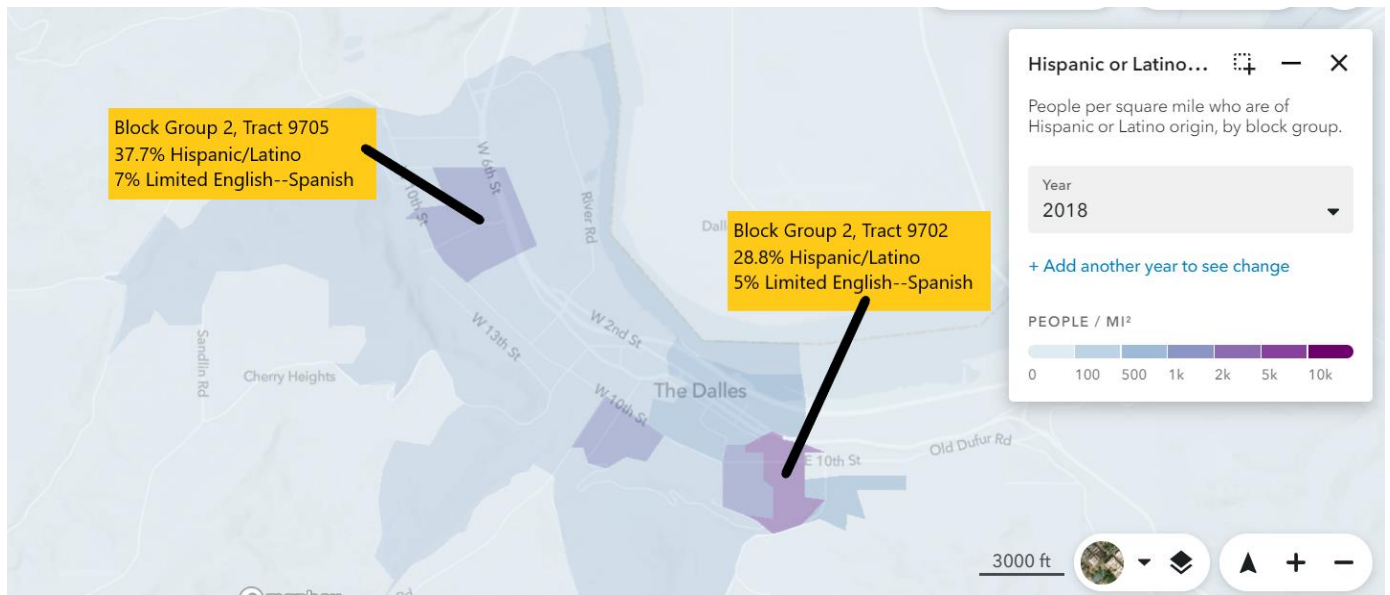 Block Group 2, Tract 9705
37.7% Hispanic/Latino
7% Limited English--Spanish
W 6th St
10th St
River Rd
Block Group 2, Tract 9702
28.8% Hispanic/Latino
5% Limited English--Spanish
W 13th St
W 2nd St
Sandlin Rd
Cherry Heights
W 10th St
The Dalles
E 10th St
Old Dufur Rd
Hispanic or Latino...
People per square mile who are of
Hispanic or Latino origin, by block group.
Year
2018
+ Add another year to see change
PEOPLE / MI²
0 100 500 1k 2k 5k 10k
3000 ft
Rd